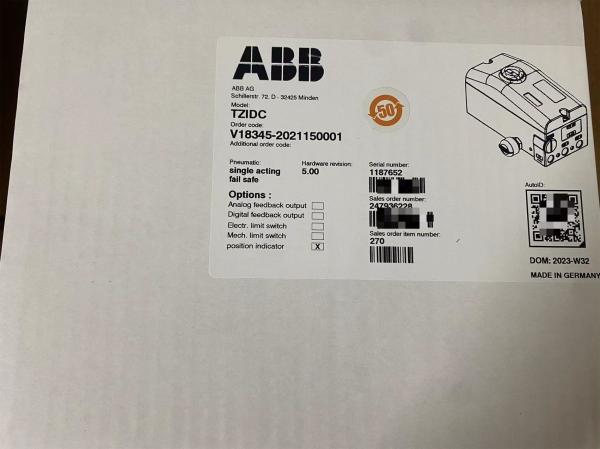 ABB
ABB AG
Schillerstr. 72, D - 32425 Minden
Model:
TZIDC
Order code:
V18345-2021150001
Additional order code:
50
Pneumatic:
single acting
fail safe
Hardware revision:
5.00
Options :
Analog feedback output
Digital feedback output
Electr. limit switch
Mech. limit switch
position indicator X
Serial number:
1187652
Sales order number:
247936228
Sales order item number:
270
AutoID:
DOM: 2023-W32
MADE IN GERMANY